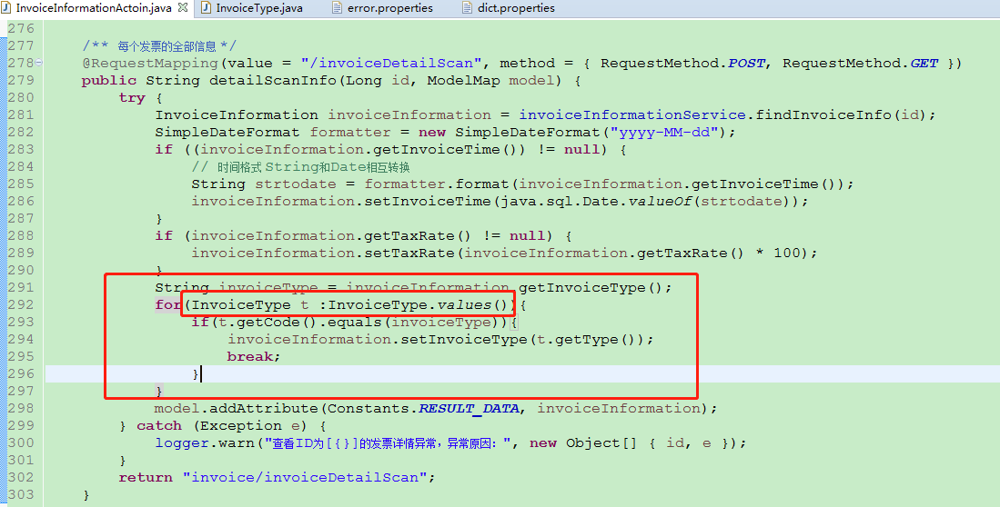 InvoiceInformationActoin.java InvoiceType.java error.properties dict.properties
276
277 /** 每个发票的全部信息 */
278 @RequestMapping(value = "/invoiceDetailScan", method = { RequestMethod.POST, RequestMethod.GET })
279 public String detailScanInfo(Long id, ModelMap model) {
280 try {
281 InvoiceInformation invoiceInformation = invoiceInformationService.findInvoiceInfo(id);
282 SimpleDateFormat formatter = new SimpleDateFormat("yyyy-MM-dd");
283 if ((invoiceInformation.getInvoiceTime()) != null) {
284 // 时间格式 String和Date相互转换
285 String strtodate = formatter.format(invoiceInformation.getInvoiceTime());
286 invoiceInformation.setInvoiceTime(java.sql.Date.valueOf(strtodate));
287 }
288 if (invoiceInformation.getTaxRate() != null) {
289 invoiceInformation.setTaxRate(invoiceInformation.getTaxRate() * 100);
290 }
291 String invoiceType = invoiceInformation.getInvoiceType();
292 for(InvoiceType t :InvoiceType.values()){
293 if(t.getCode().equals(invoiceType)){
294 invoiceInformation.setInvoiceType(t.getType());
295 break;
296 }
297 }
298 model.addAttribute(Constants.RESULT_DATA, invoiceInformation);
299 } catch (Exception e) {
300 logger.warn("查看ID为[{}]的发票详情异常，异常原因：", new Object[] { id, e });
301 }
302 return "invoice/invoiceDetailScan";
303 }